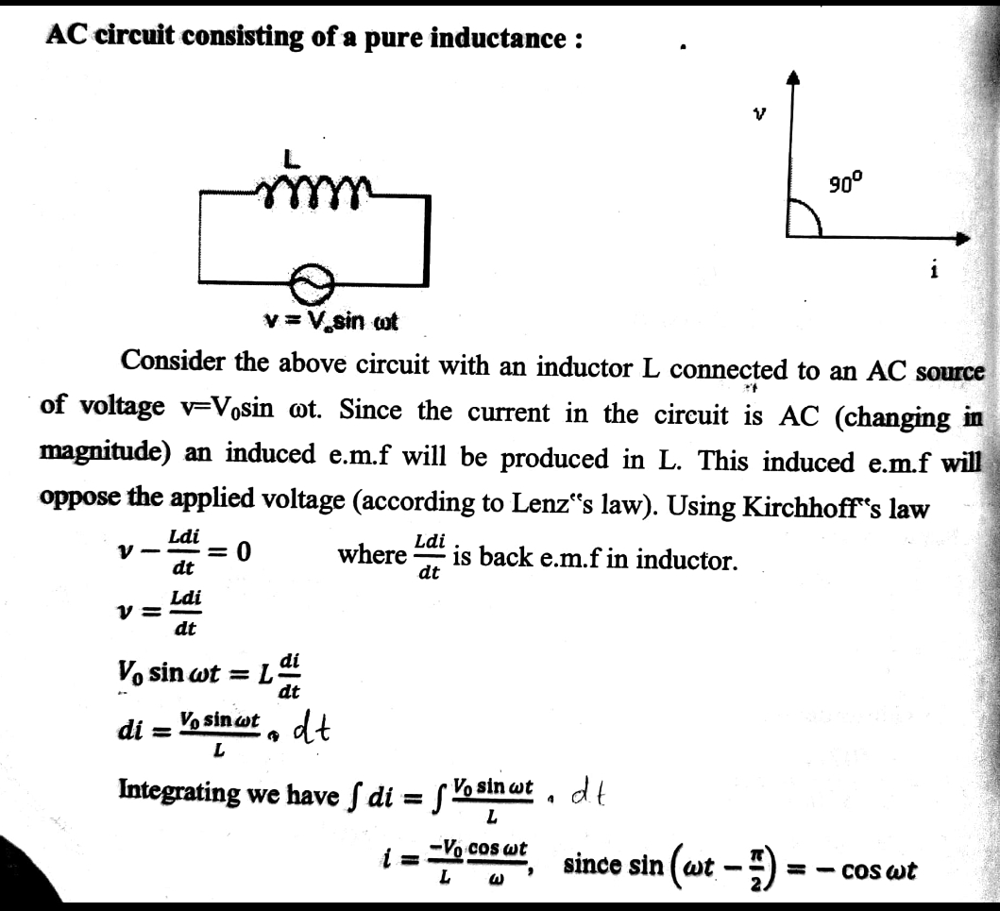 AC circuit consisting of a pure inductance :
v
L
90⁰
i
v = V₀sin ωt
Consider the above circuit with an inductor L connected to an AC source
of voltage v=V₀sin ωt. Since the current in the circuit is AC (changing in
magnitude) an induced e.m.f will be produced in L. This induced e.m.f will
oppose the applied voltage (according to Lenz‟s law). Using Kirchhoff‟s law
v − Ldi/dt = 0 where Ldi/dt is back e.m.f in inductor.
v = Ldi/dt
V₀ sin ωt = L di/dt
di = V₀ sin ωt/L . dt
Integrating we have ∫ di = ∫ V₀ sin ωt/L . dt
i = −V₀/L cos ωt/ω, since sin (ωt − π/2) = − cos ωt